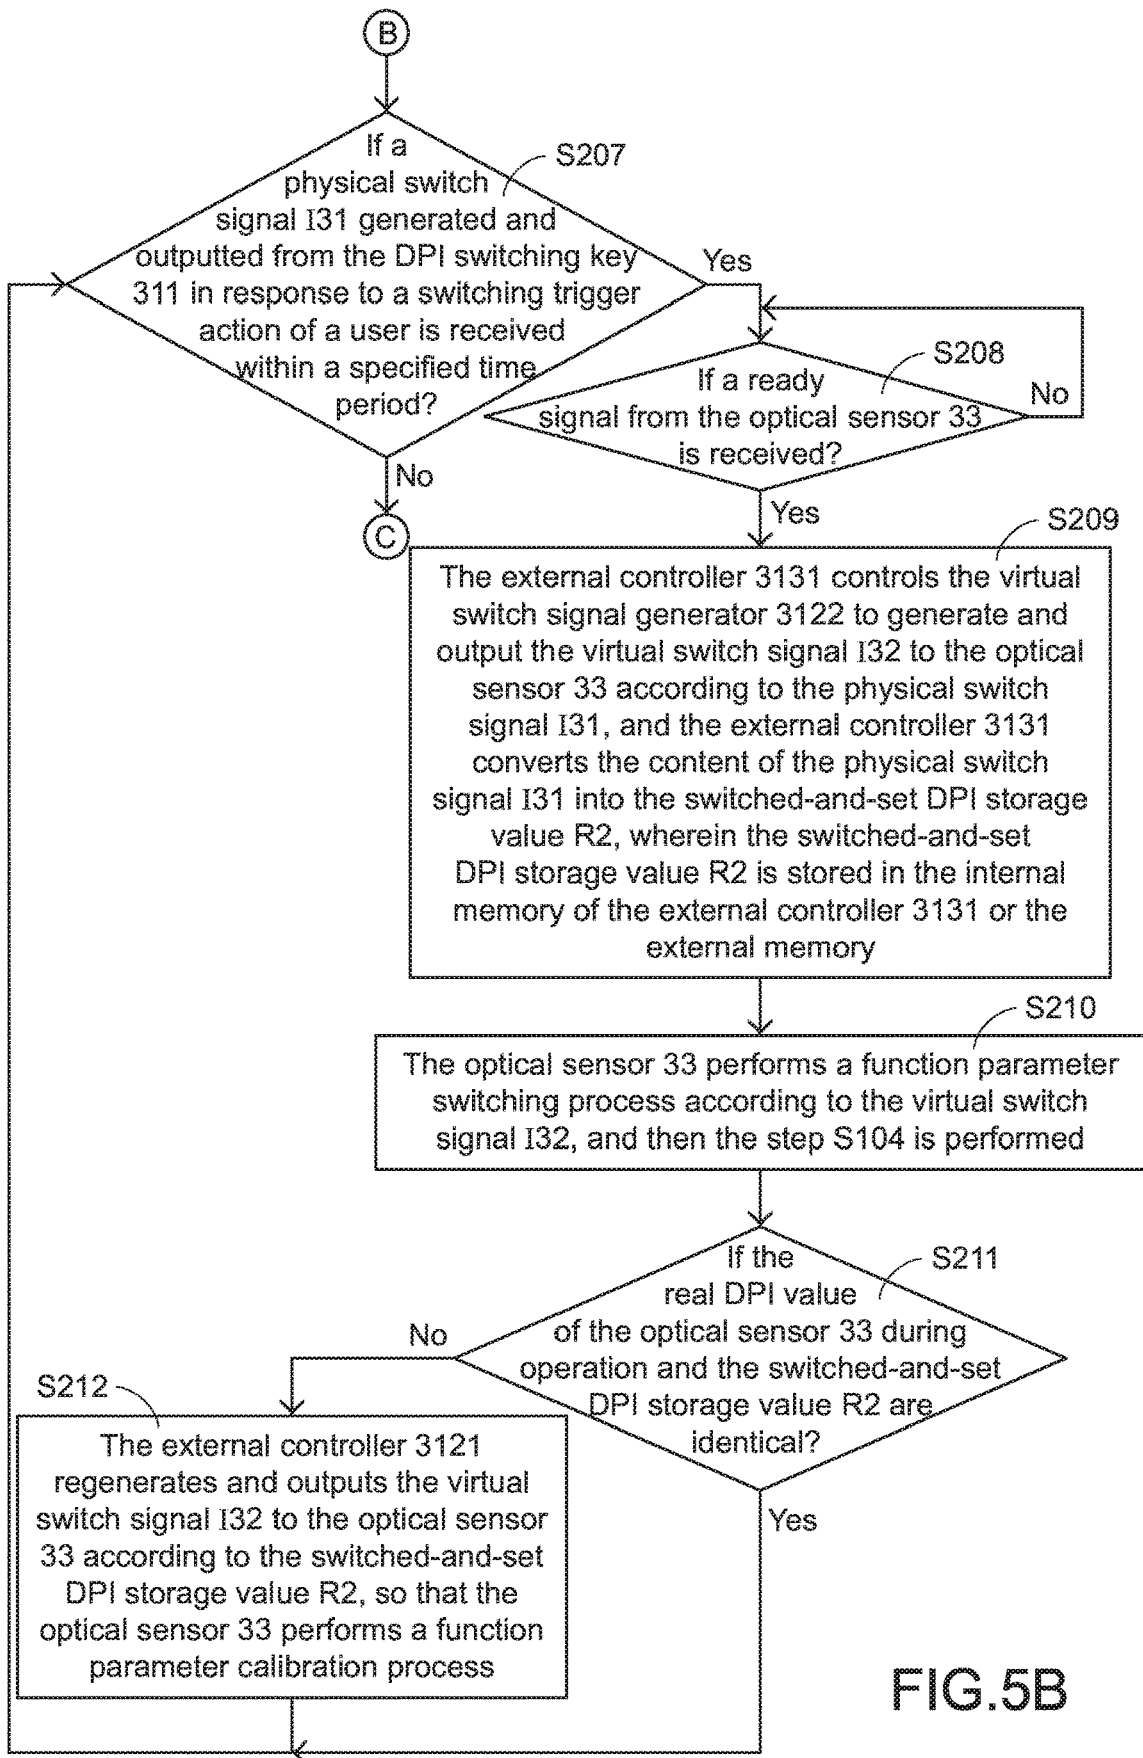 B
If a
physical switch
signal I31 generated and
outputted from the DPI switching key
311 in response to a switching trigger
action of a user is received
within a specified time
period?
S207
Yes
No
C
If a ready
signal from the optical sensor 33
is received?
S208
No
Yes
S209
The external controller 3131 controls the virtual
switch signal generator 3122 to generate and
output the virtual switch signal I32 to the optical
sensor 33 according to the physical switch
signal I31, and the external controller 3131
converts the content of the physical switch
signal I31 into the switched-and-set DPI storage
value R2, wherein the switched-and-set
DPI storage value R2 is stored in the internal
memory of the external controller 3131 or the
external memory
S210
The optical sensor 33 performs a function parameter
switching process according to the virtual switch
signal I32, and then the step S104 is performed
If the
real DPI value
of the optical sensor 33 during
operation and the switched-and-set
DPI storage value R2 are
identical?
S211
No
Yes
S212
The external controller 3121
regenerates and outputs the virtual
switch signal I32 to the optical sensor
33 according to the switched-and-set
DPI storage value R2, so that the
optical sensor 33 performs a function
parameter calibration process
FIG.5B